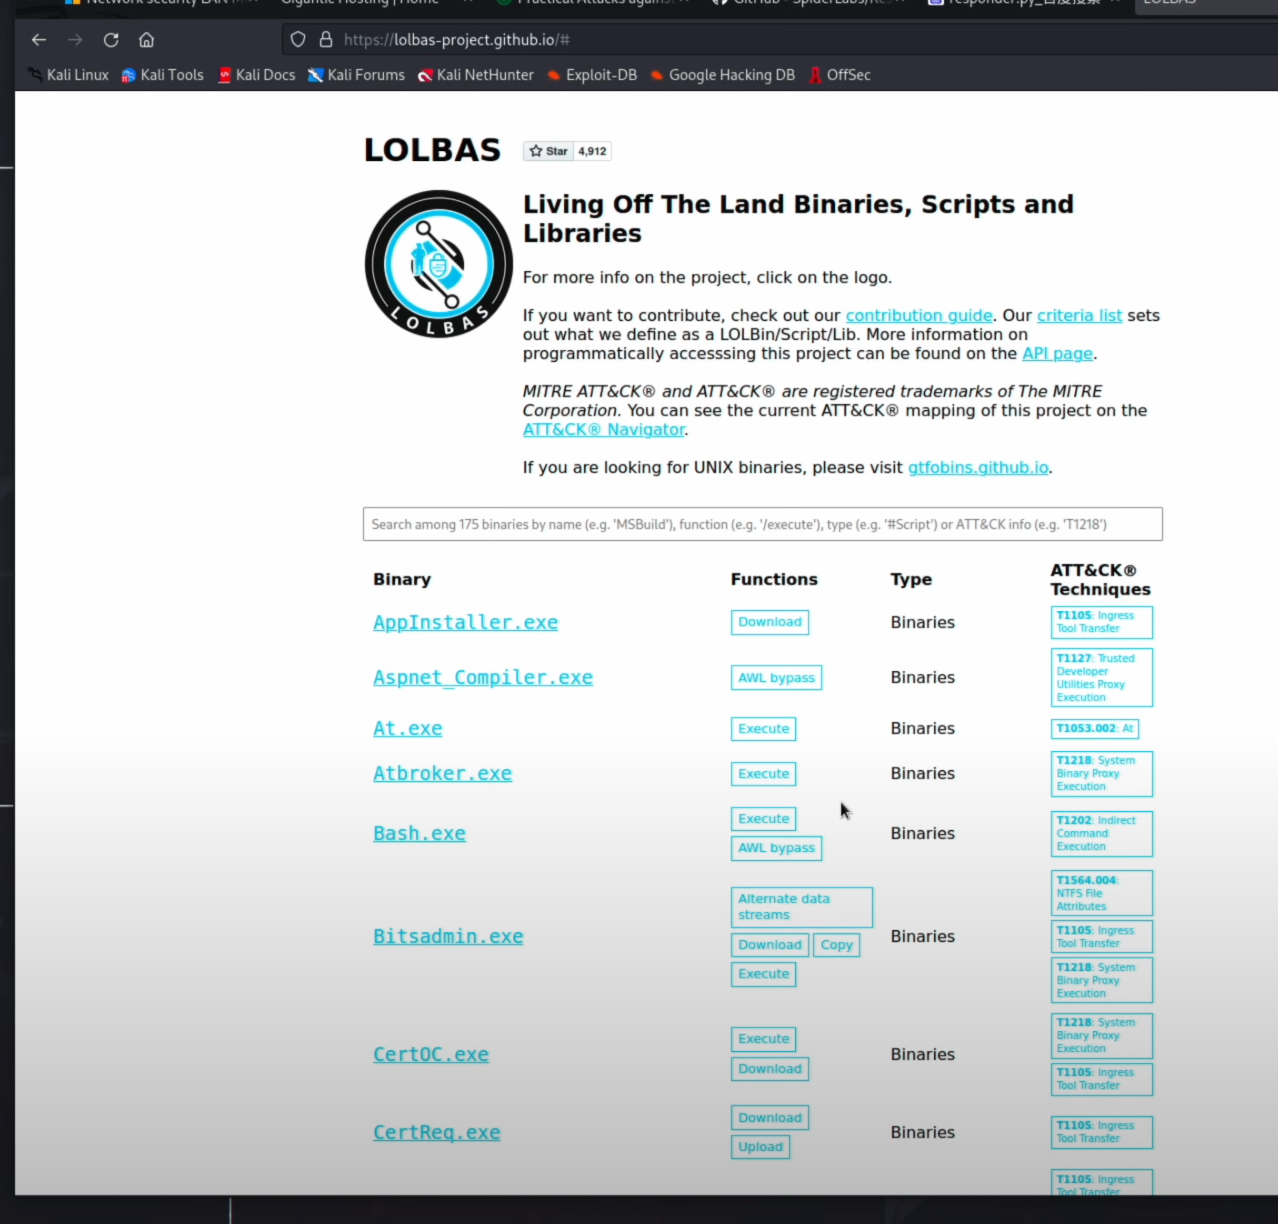 Network security LAN
Gigantic Hosting | Home
Practical Attacks against
GitHub - SpiderLabs/Res
responder.py_百度搜索
LOLBAS
https://lolbas-project.github.io/#
Kali Linux
Kali Tools
Kali Docs
Kali Forums
Kali NetHunter
Exploit-DB
Google Hacking DB
OffSec
LOLBAS
Star 4,912
LOLBAS
Living Off The Land Binaries, Scripts and
Libraries
For more info on the project, click on the logo.
If you want to contribute, check out our contribution guide. Our criteria list sets
out what we define as a LOLBin/Script/Lib. More information on
programmatically accesssing this project can be found on the API page.
MITRE ATT&CK® and ATT&CK® are registered trademarks of The MITRE
Corporation. You can see the current ATT&CK® mapping of this project on the
ATT&CK® Navigator.
If you are looking for UNIX binaries, please visit gtfobins.github.io.
Search among 175 binaries by name (e.g. 'MSBuild'), function (e.g. '/execute'), type (e.g. '#Script') or ATT&CK info (e.g. 'T1218')
Binary
Functions
Type
ATT&CK®
Techniques
AppInstaller.exe
Download
Binaries
T1105: Ingress
Tool Transfer
Aspnet_Compiler.exe
AWL bypass
Binaries
T1127: Trusted
Developer
Utilities Proxy
Execution
At.exe
Execute
Binaries
T1053.002: At
Atbroker.exe
Execute
Binaries
T1218: System
Binary Proxy
Execution
Bash.exe
Execute
AWL bypass
Binaries
T1202: Indirect
Command
Execution
Bitsadmin.exe
Alternate data
streams
Download
Copy
Execute
Binaries
T1564.004:
NTFS File
Attributes
T1105: Ingress
Tool Transfer
T1218: System
Binary Proxy
Execution
CertOC.exe
Execute
Download
Binaries
T1218: System
Binary Proxy
Execution
T1105: Ingress
Tool Transfer
CertReq.exe
Download
Upload
Binaries
T1105: Ingress
Tool Transfer
T1105: Ingress
Tool Transfer